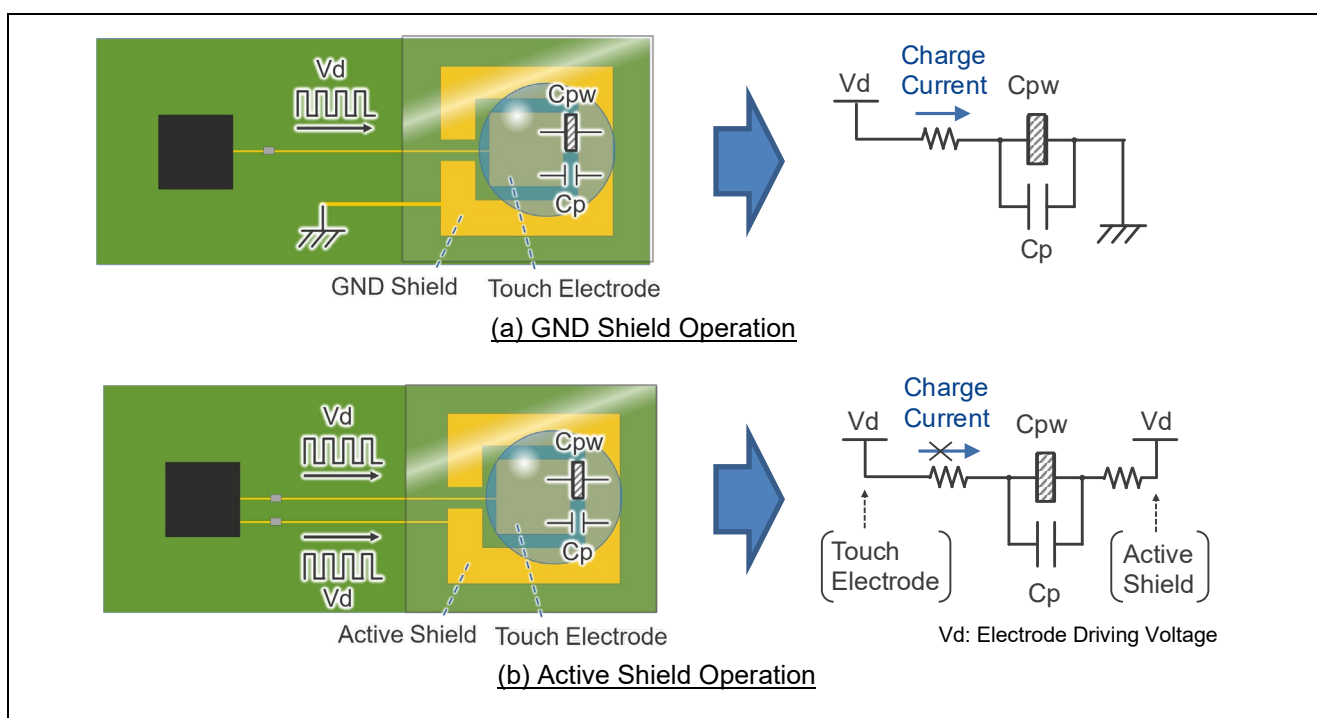 Vd
Cpw
Cp
GND Shield
Touch Electrode
Charge
Current
Vd
Cpw
Cp
(a) GND Shield Operation
Vd
Vd
Cpw
Cp
Active Shield
Touch Electrode
Charge
Current
Vd
Cpw
Vd
Touch
Electrode
Cp
Active
Shield
Vd: Electrode Driving Voltage
(b) Active Shield Operation